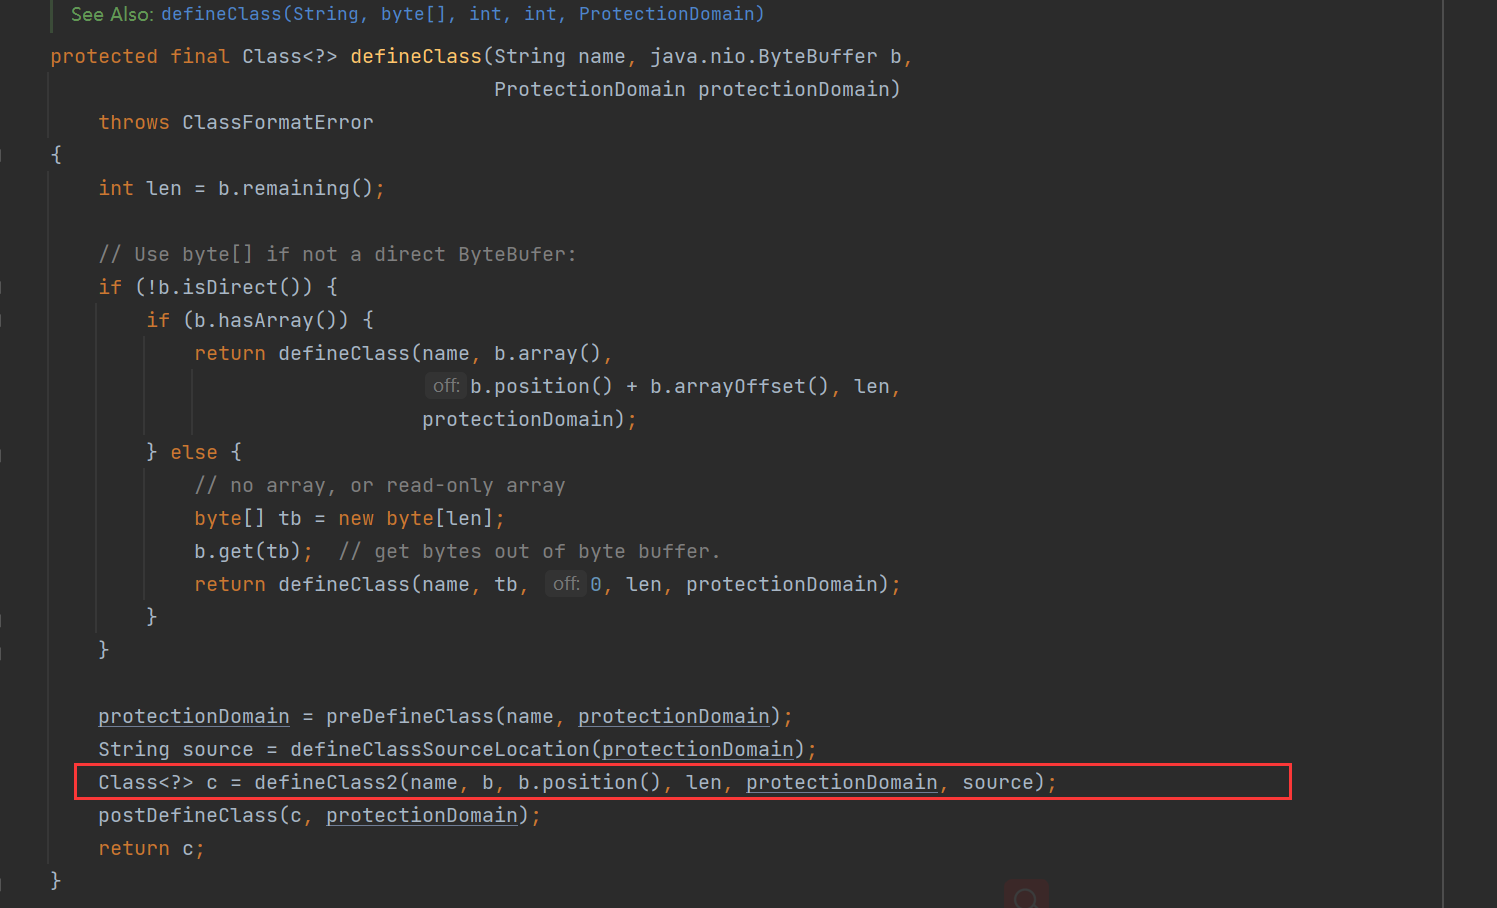 See Also: defineClass(String, byte[], int, int, ProtectionDomain)
protected final Class<?> defineClass(String name, java.nio.ByteBuffer b,
                                     ProtectionDomain protectionDomain)
    throws ClassFormatError
{
    int len = b.remaining();

    // Use byte[] if not a direct ByteBufer:
    if (!b.isDirect()) {
        if (b.hasArray()) {
            return defineClass(name, b.array(),
                               off: b.position() + b.arrayOffset(), len,
                               protectionDomain);
        } else {
            // no array, or read-only array
            byte[] tb = new byte[len];
            b.get(tb);  // get bytes out of byte buffer.
            return defineClass(name, tb, off: 0, len, protectionDomain);
        }
    }

    protectionDomain = preDefineClass(name, protectionDomain);
    String source = defineClassSourceLocation(protectionDomain);
    Class<?> c = defineClass2(name, b, b.position(), len, protectionDomain, source);
    postDefineClass(c, protectionDomain);
    return c;
}